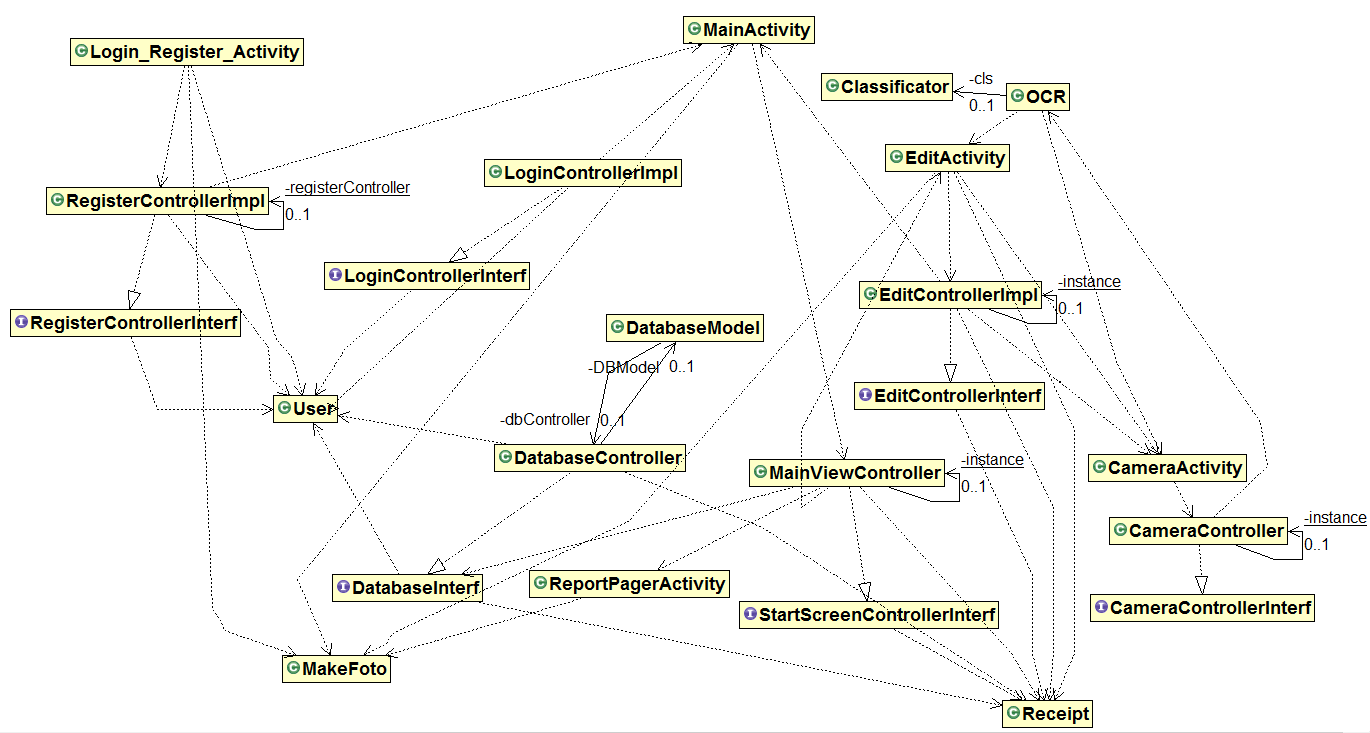 MainActivity
Login_Register_Activity
Classificator
-cls
0..1
OCR
EditActivity
LoginControllerImpl
RegisterControllerImpl
-registerController
0..1
LoginControllerInterf
EditControllerImpl
-instance
0..1
RegisterControllerInterf
DatabaseModel
-DBModel
0..1
EditControllerInterf
User
-dbController
0..1
DatabaseController
MainViewController
-instance
0..1
CameraActivity
CameraController
-instance
0..1
DatabaseInterf
ReportPagerActivity
StartScreenControllerInterf
CameraControllerInterf
MakeFoto
Receipt